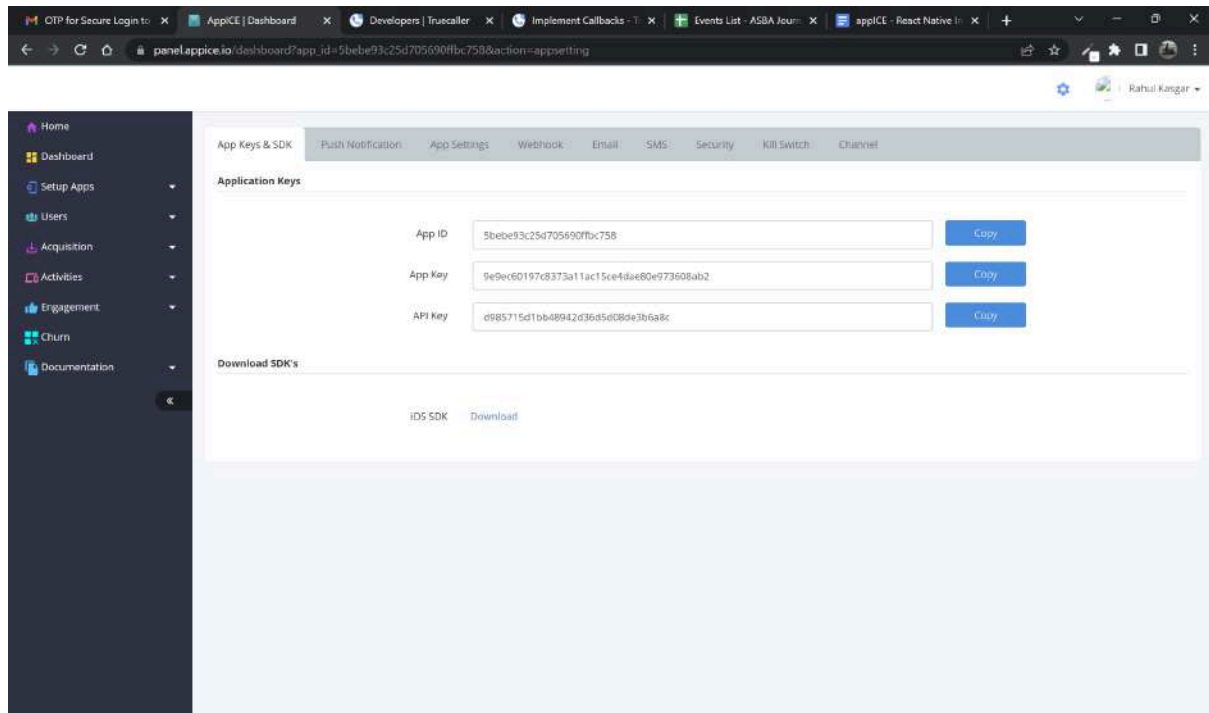 OTP for Secure Login to
AppICE | Dashboard
Developers | Truecaller
Implement Callbacks - T
Events List - ASBA Journ
appICE - React Native In
panel.appice.io/dashboard?app_id=5bebe93c25d705690ffbc758&action=appsetting
Rahul Kasgar
Home
Dashboard
Setup Apps
Users
Acquisition
Activities
Engagement
Churn
Documentation
App Keys & SDK Push Notification App Settings Webhook Email SMS Security Kill Switch Channel
Application Keys
App ID 5bebe93c25d705690ffbc758 Copy
App Key 9e9ec60197c8373a11ac15ce4dae80e973608ab2 Copy
API Key d985715d1bb48942d36d5d08de3b6a8c Copy
Download SDK's
iOS SDK Download